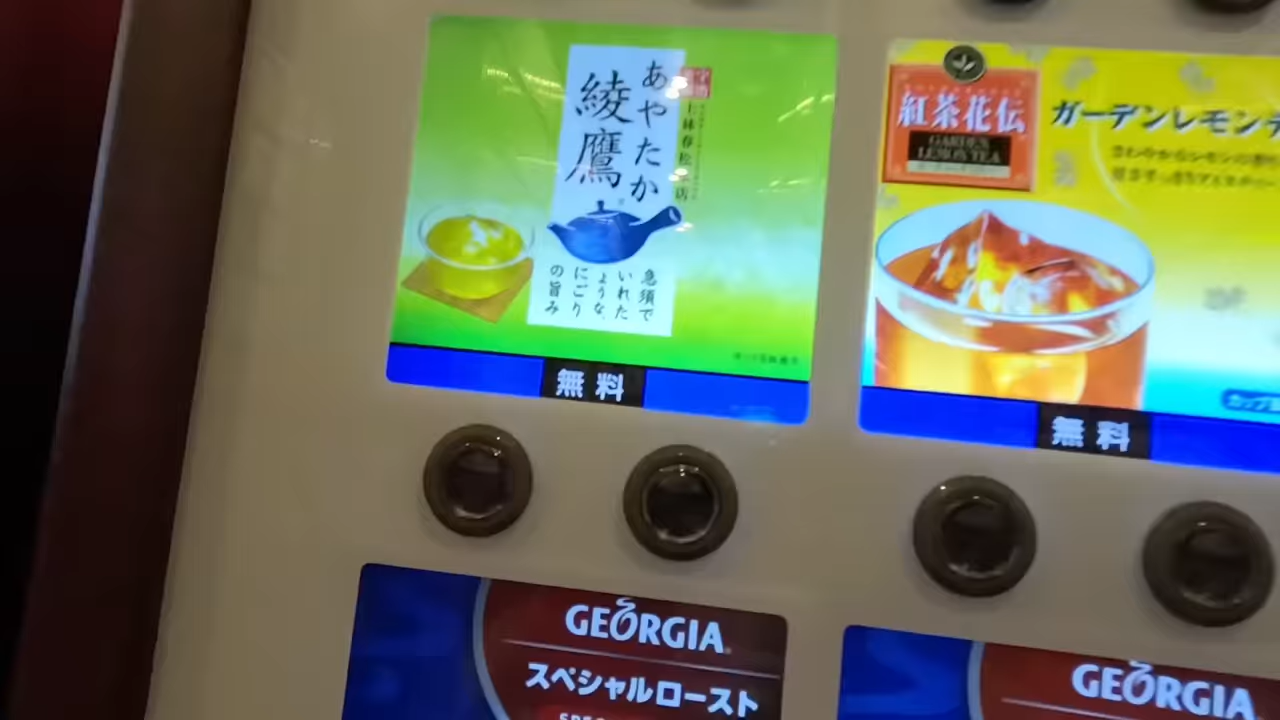 あやたか
綾鷹
上林春松本店
急須で
いれた
ような、
にごり
の旨み
無料
紅茶花伝
GARDEN
LEMON TEA
ガーデンレモンテ
無料
カップ
GEORGIA
スペシャルロースト
GEORGIA